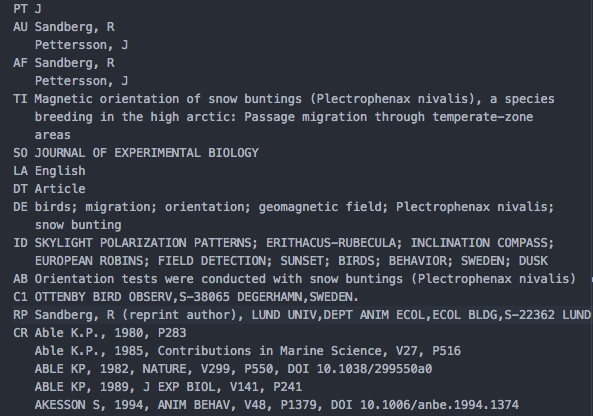 PT J
AU Sandberg, R
Pettersson, J
AF Sandberg, R
Pettersson, J
TI Magnetic orientation of snow buntings (Plectrophenax nivalis), a species
breeding in the high arctic: Passage migration through temperate-zone
areas
SO JOURNAL OF EXPERIMENTAL BIOLOGY
LA English
DT Article
DE birds; migration; orientation; geomagnetic field; Plectrophenax nivalis;
snow bunting
ID SKYLIGHT POLARIZATION PATTERNS; ERITHACUS-RUBECULA; INCLINATION COMPASS;
EUROPEAN ROBINS; FIELD DETECTION; SUNSET; BIRDS; BEHAVIOR; SWEDEN; DUSK
AB Orientation tests were conducted with snow buntings (Plectrophenax nivalis)
C1 OTTENBY BIRD OBSERV,S-38065 DEGERHAMN,SWEDEN.
RP Sandberg, R (reprint author), LUND UNIV,DEPT ANIM ECOL,ECOL BLDG,S-22362 LUND
CR Able K.P., 1980, P283
Able K.P., 1985, Contributions in Marine Science, V27, P516
ABLE KP, 1982, NATURE, V299, P550, DOI 10.1038/299550a0
ABLE KP, 1989, J EXP BIOL, V141, P241
AKESSON S, 1994, ANIM BEHAV, V48, P1379, DOI 10.1006/anbe.1994.1374